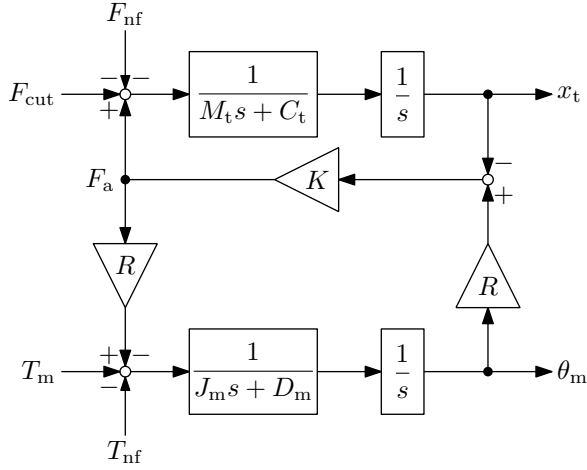 F_nf
− −
F_cut
+
1
M_t s + C_t
1
s
x_t
−
+
F_a
K
R
R
+ −
T_m
−
1
J_m s + D_m
1
s
θ_m
T_nf